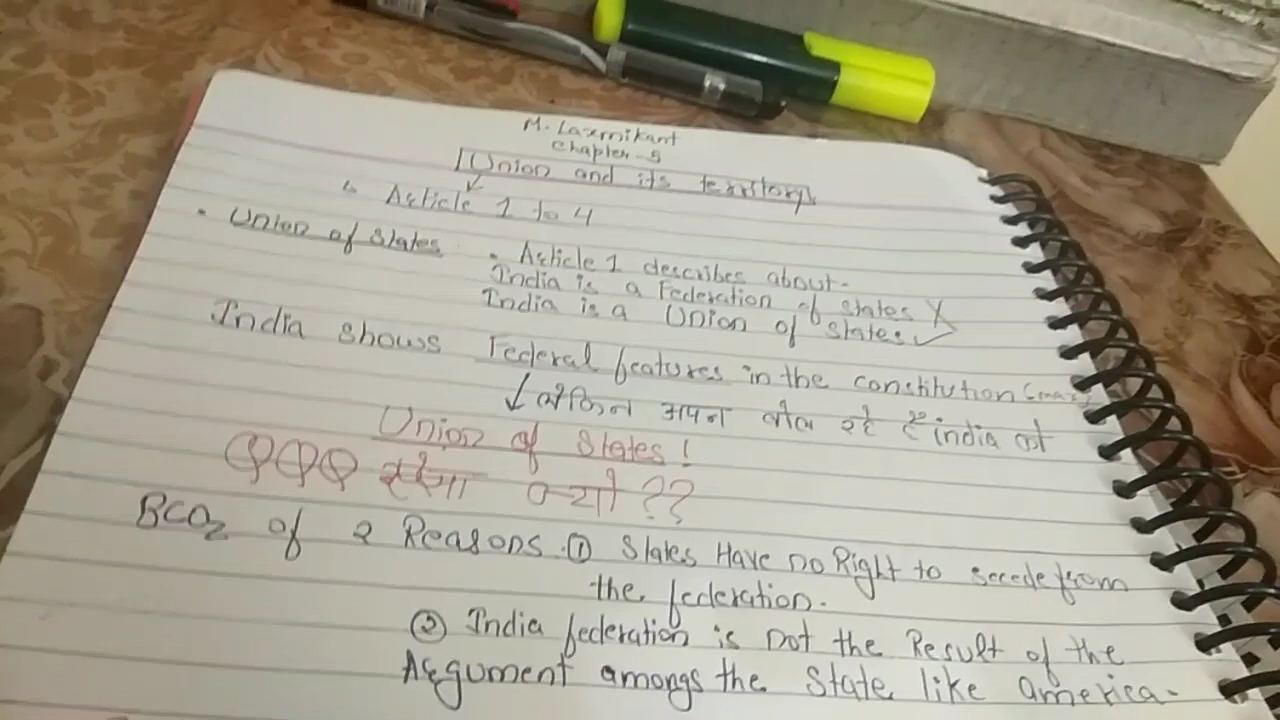 M. Laxmikant
Chapter-5
Union and its territory
Article 1 to 4
• Union of States
• Article 1 describes about-
India is a Federation of states X
India is a Union of states ✓
India shows Federal features in the constitution
↓ लेकिन अपन बोल रहे है india को
Union of States!
क्यों ??
BCO2 of 2 Reasons ① States Have no Right to secede from
the federation.
② India federation is not the Result of the
Argument amongs the State like america.